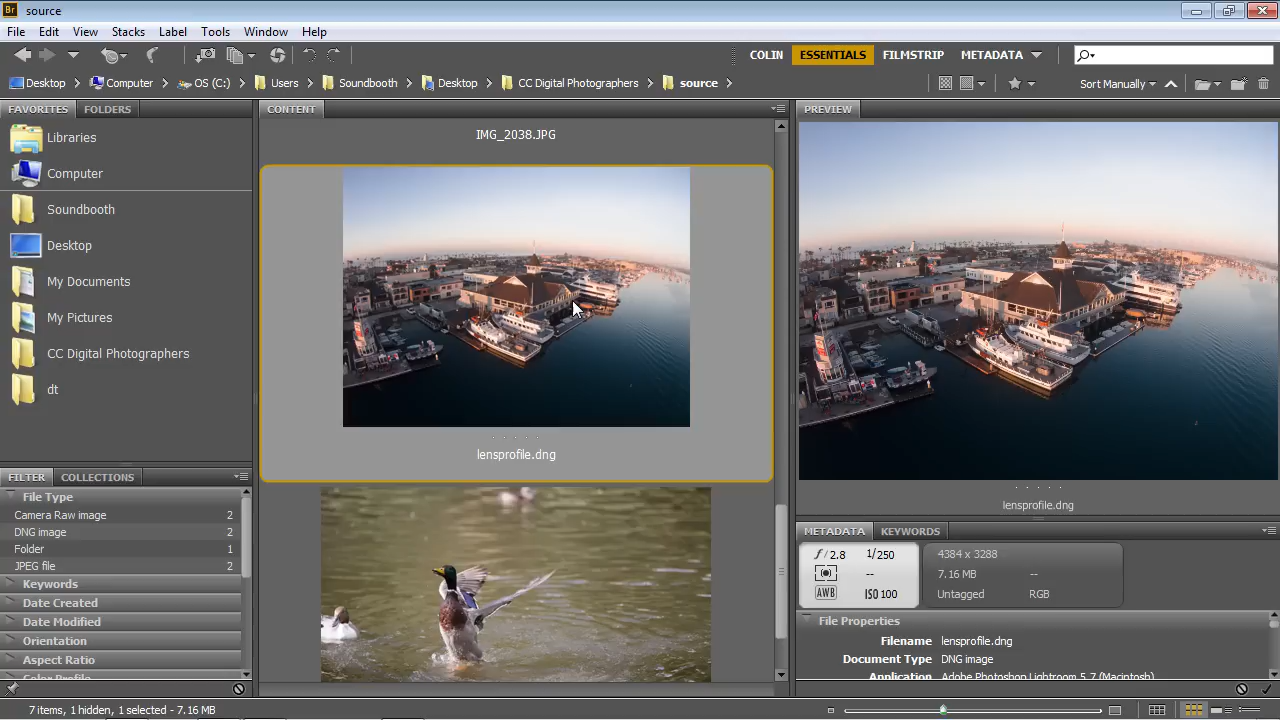 Br source
File Edit View Stacks Label Tools Window Help
COLIN ESSENTIALS FILMSTRIP METADATA
Desktop Computer OS (C:) Users Soundbooth Desktop CC Digital Photographers source Sort Manually
FAVORITES FOLDERS
Libraries
Computer
Soundbooth
Desktop
My Documents
My Pictures
CC Digital Photographers
dt
FILTER COLLECTIONS
File Type
Camera Raw image 2
DNG image 2
Folder 1
JPEG file 2
Keywords
Date Created
Date Modified
Orientation
Aspect Ratio
Color Profile
CONTENT
IMG_2038.JPG
lensprofile.dng
PREVIEW
lensprofile.dng
METADATA KEYWORDS
f/2.8 1/250
--
AWB ISO100
4384 x 3288
7.16 MB --
Untagged RGB
File Properties
Filename lensprofile.dng
Document Type DNG image
Application Adobe Photoshop Lightroom 5.7 (Macintosh)
7 items, 1 hidden, 1 selected - 7.16 MB